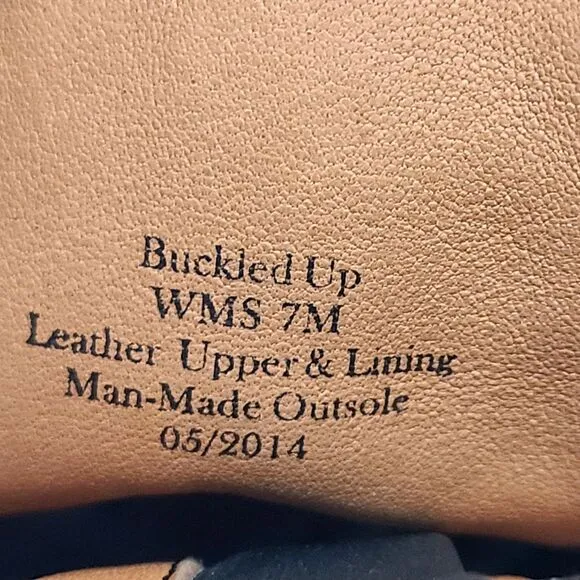 Buckled Up
WMS 7M
Leather Upper & Lining
Man-Made Outsole
05/2014